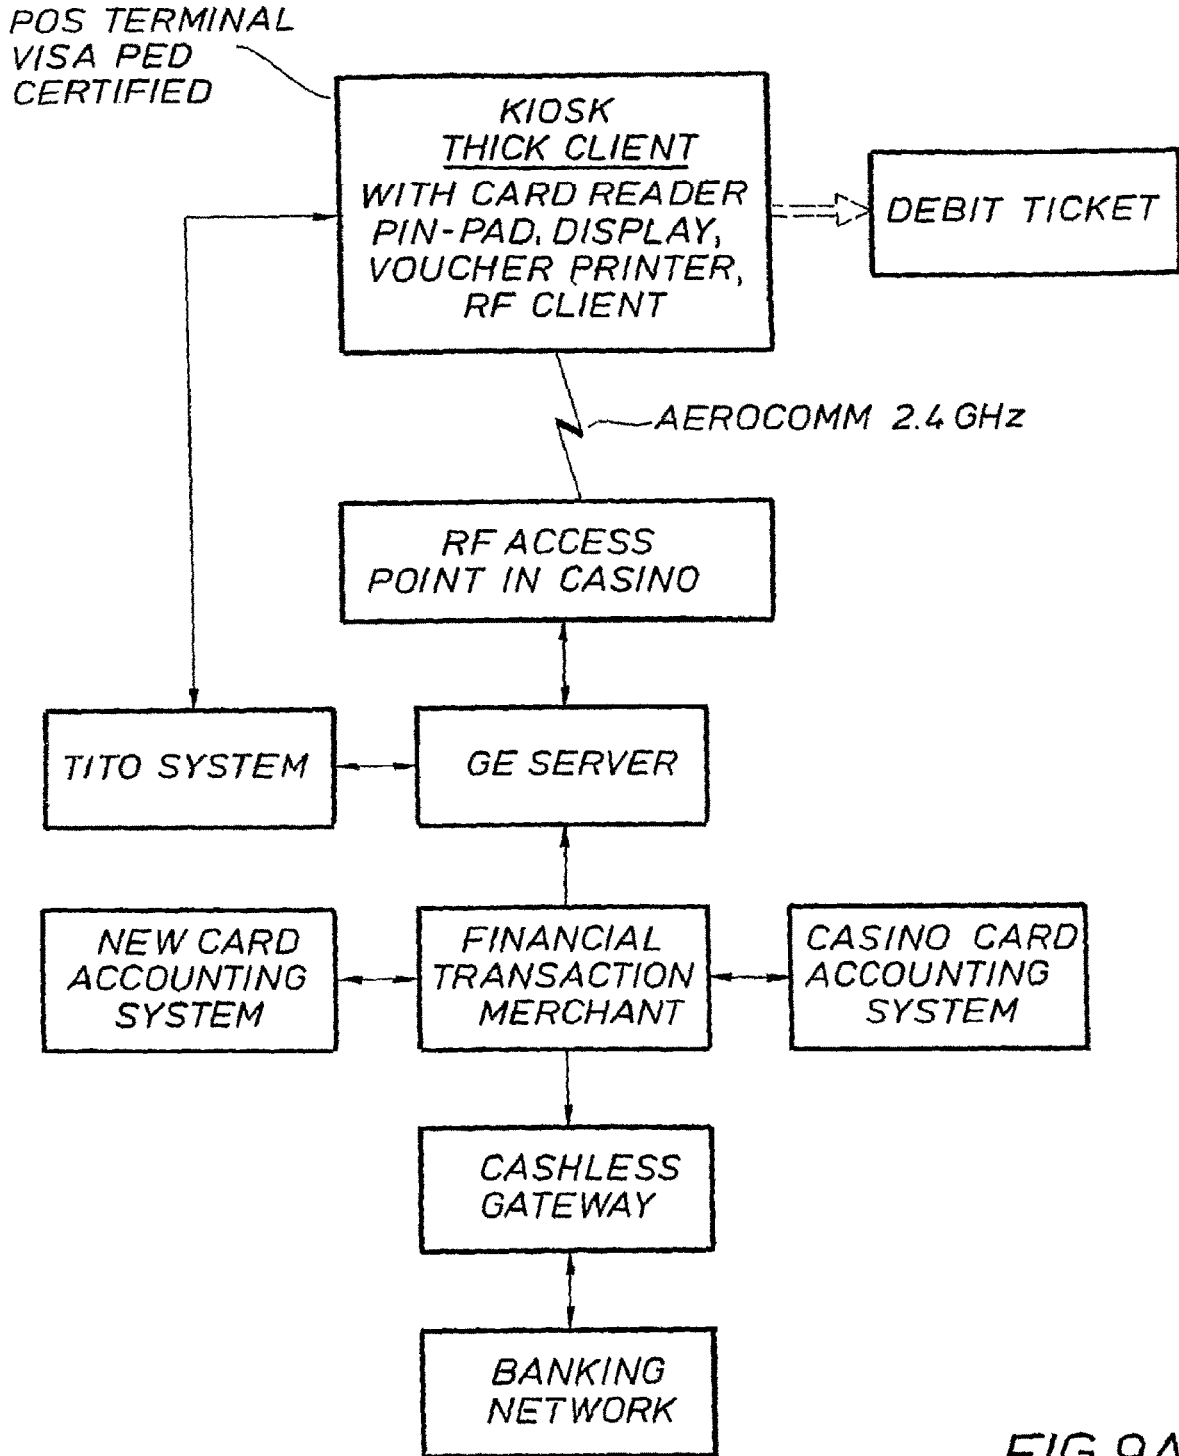 POS TERMINAL
VISA PED
CERTIFIED
KIOSK
THICK CLIENT
WITH CARD READER
PIN-PAD, DISPLAY,
VOUCHER PRINTER,
RF CLIENT
DEBIT TICKET
AEROCOMM 2.4 GHz
RF ACCESS
POINT IN CASINO
TITO SYSTEM
GE SERVER
NEW CARD
ACCOUNTING
SYSTEM
FINANCIAL
TRANSACTION
MERCHANT
CASINO CARD
ACCOUNTING
SYSTEM
CASHLESS
GATEWAY
BANKING
NETWORK
FIG.9A